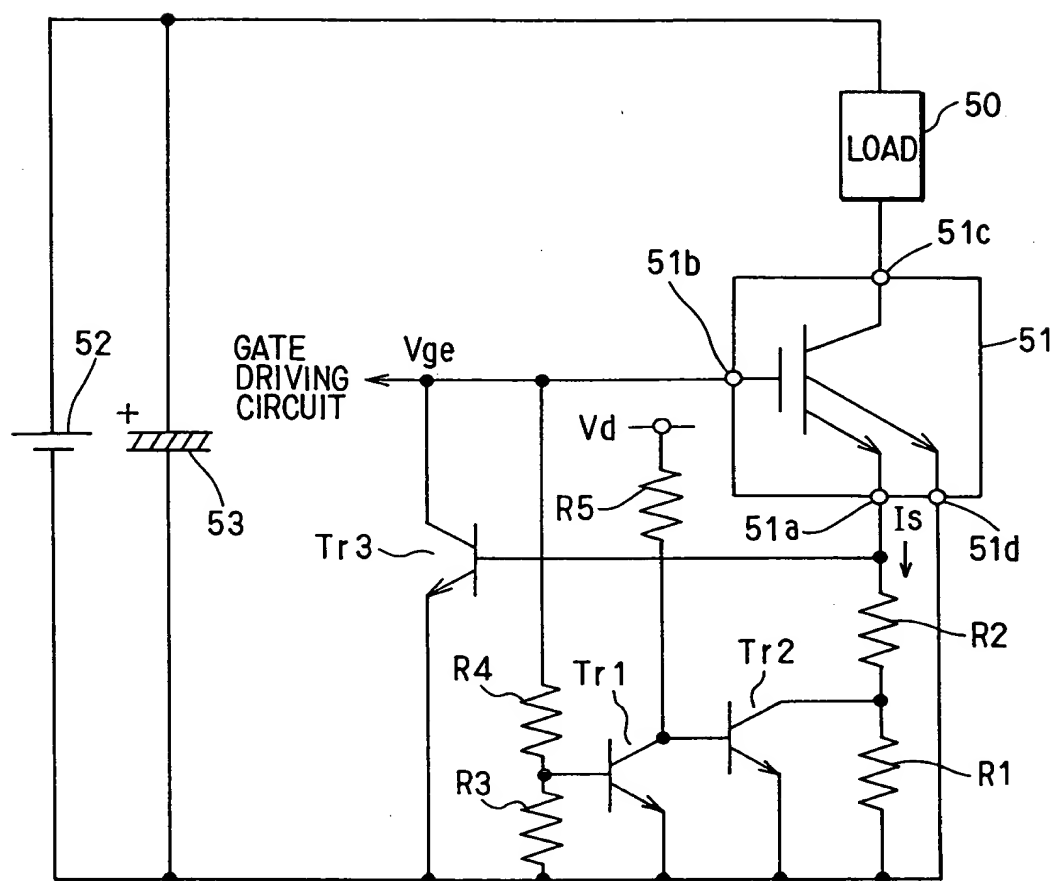 50
LOAD
51c
51b
51
52
GATE
DRIVING
CIRCUIT
Vge
+
Vd
R5
53
51a
Is
51d
Tr3
R2
Tr2
R4
Tr1
R3
R1